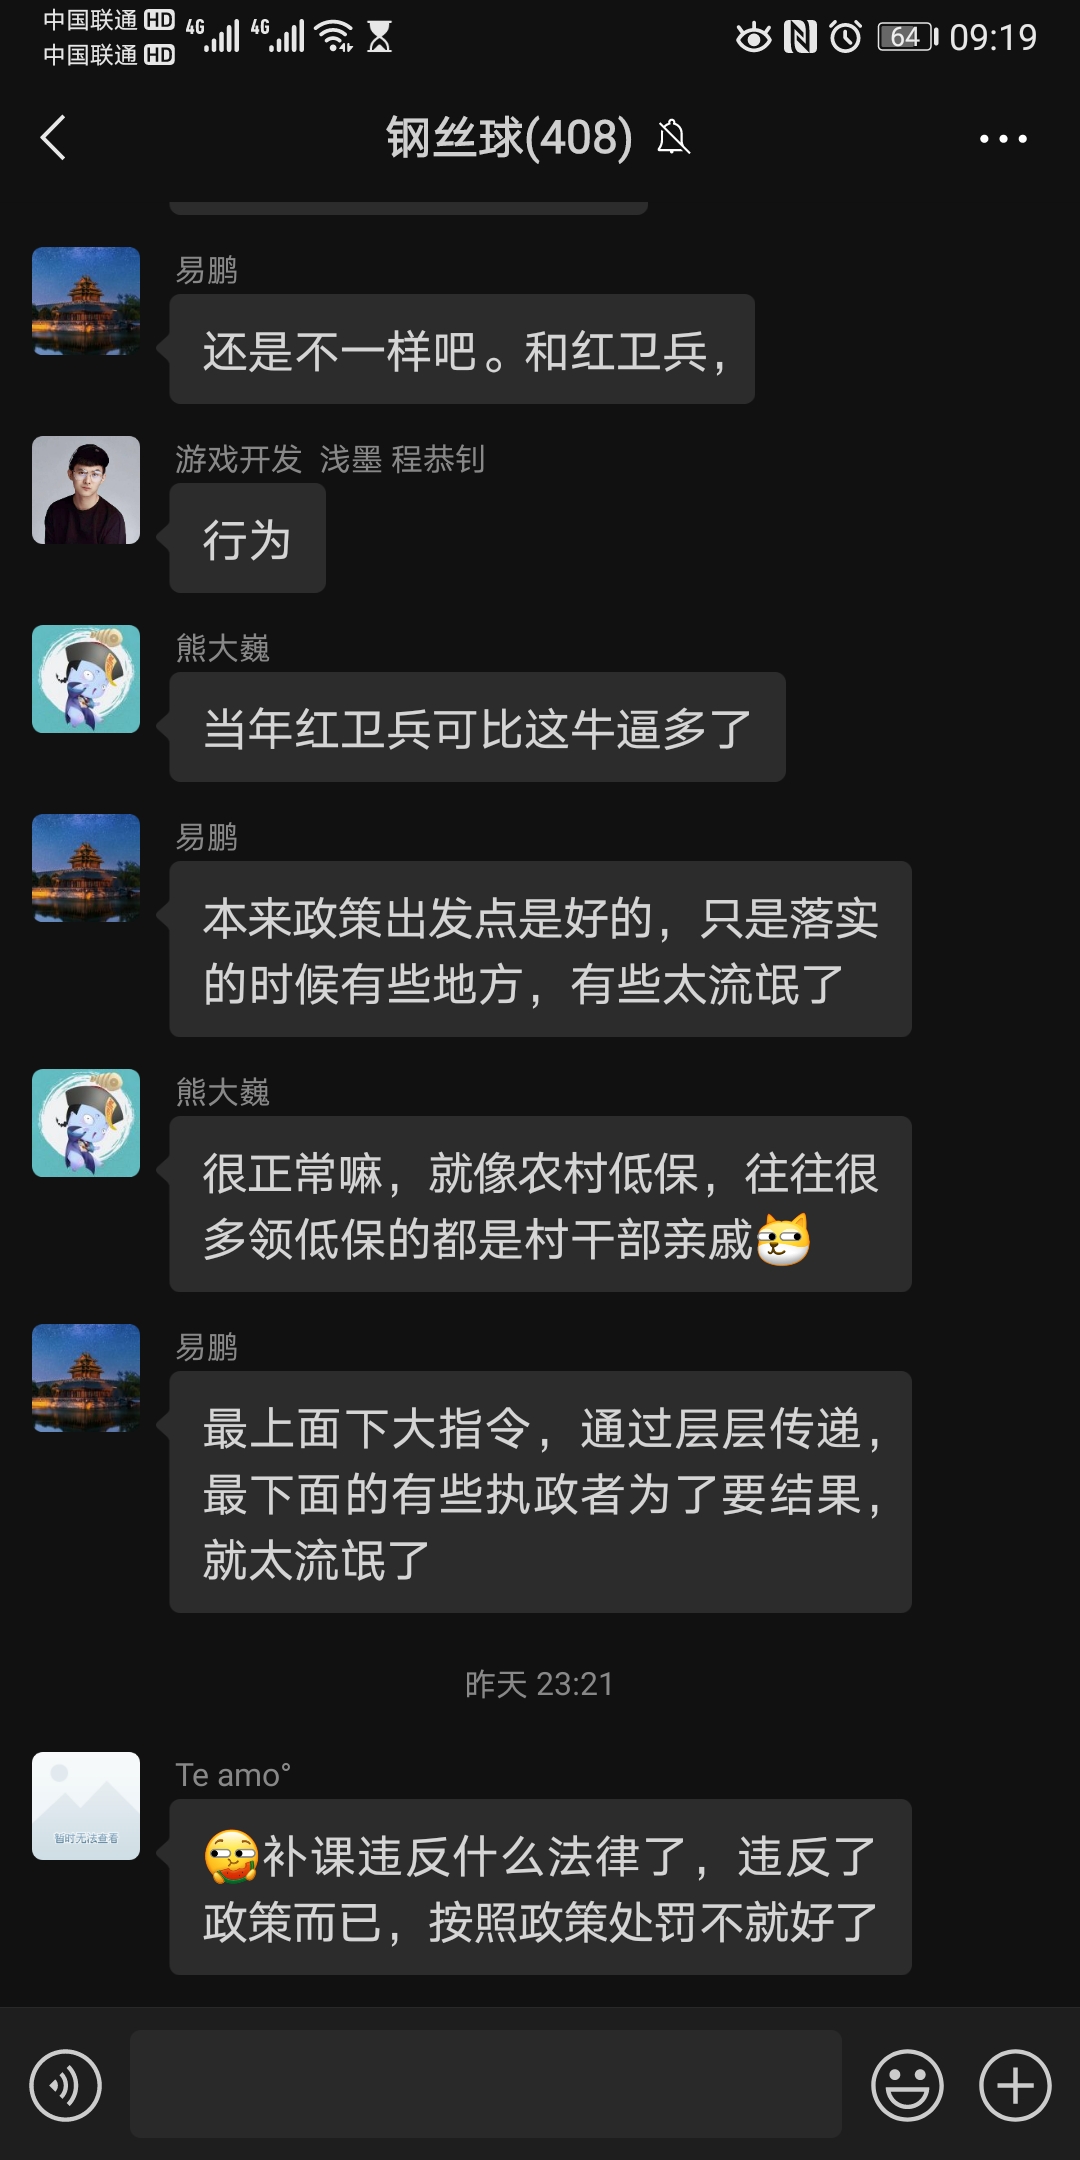 中国联通 HD 4G 4G 64 09:19
中国联通 HD
钢丝球(408)
易鹏
还是不一样吧。和红卫兵，
游戏开发 浅墨 程恭钊
行为
熊大巍
当年红卫兵可比这牛逼多了
易鹏
本来政策出发点是好的，只是落实
的时候有些地方，有些太流氓了
熊大巍
很正常嘛，就像农村低保，往往很
多领低保的都是村干部亲戚
易鹏
最上面下大指令，通过层层传递，
最下面的有些执政者为了要结果，
就太流氓了
昨天 23:21
Te amo°
暂时无法查看
补课违反什么法律了，违反了
政策而已，按照政策处罚不就好了